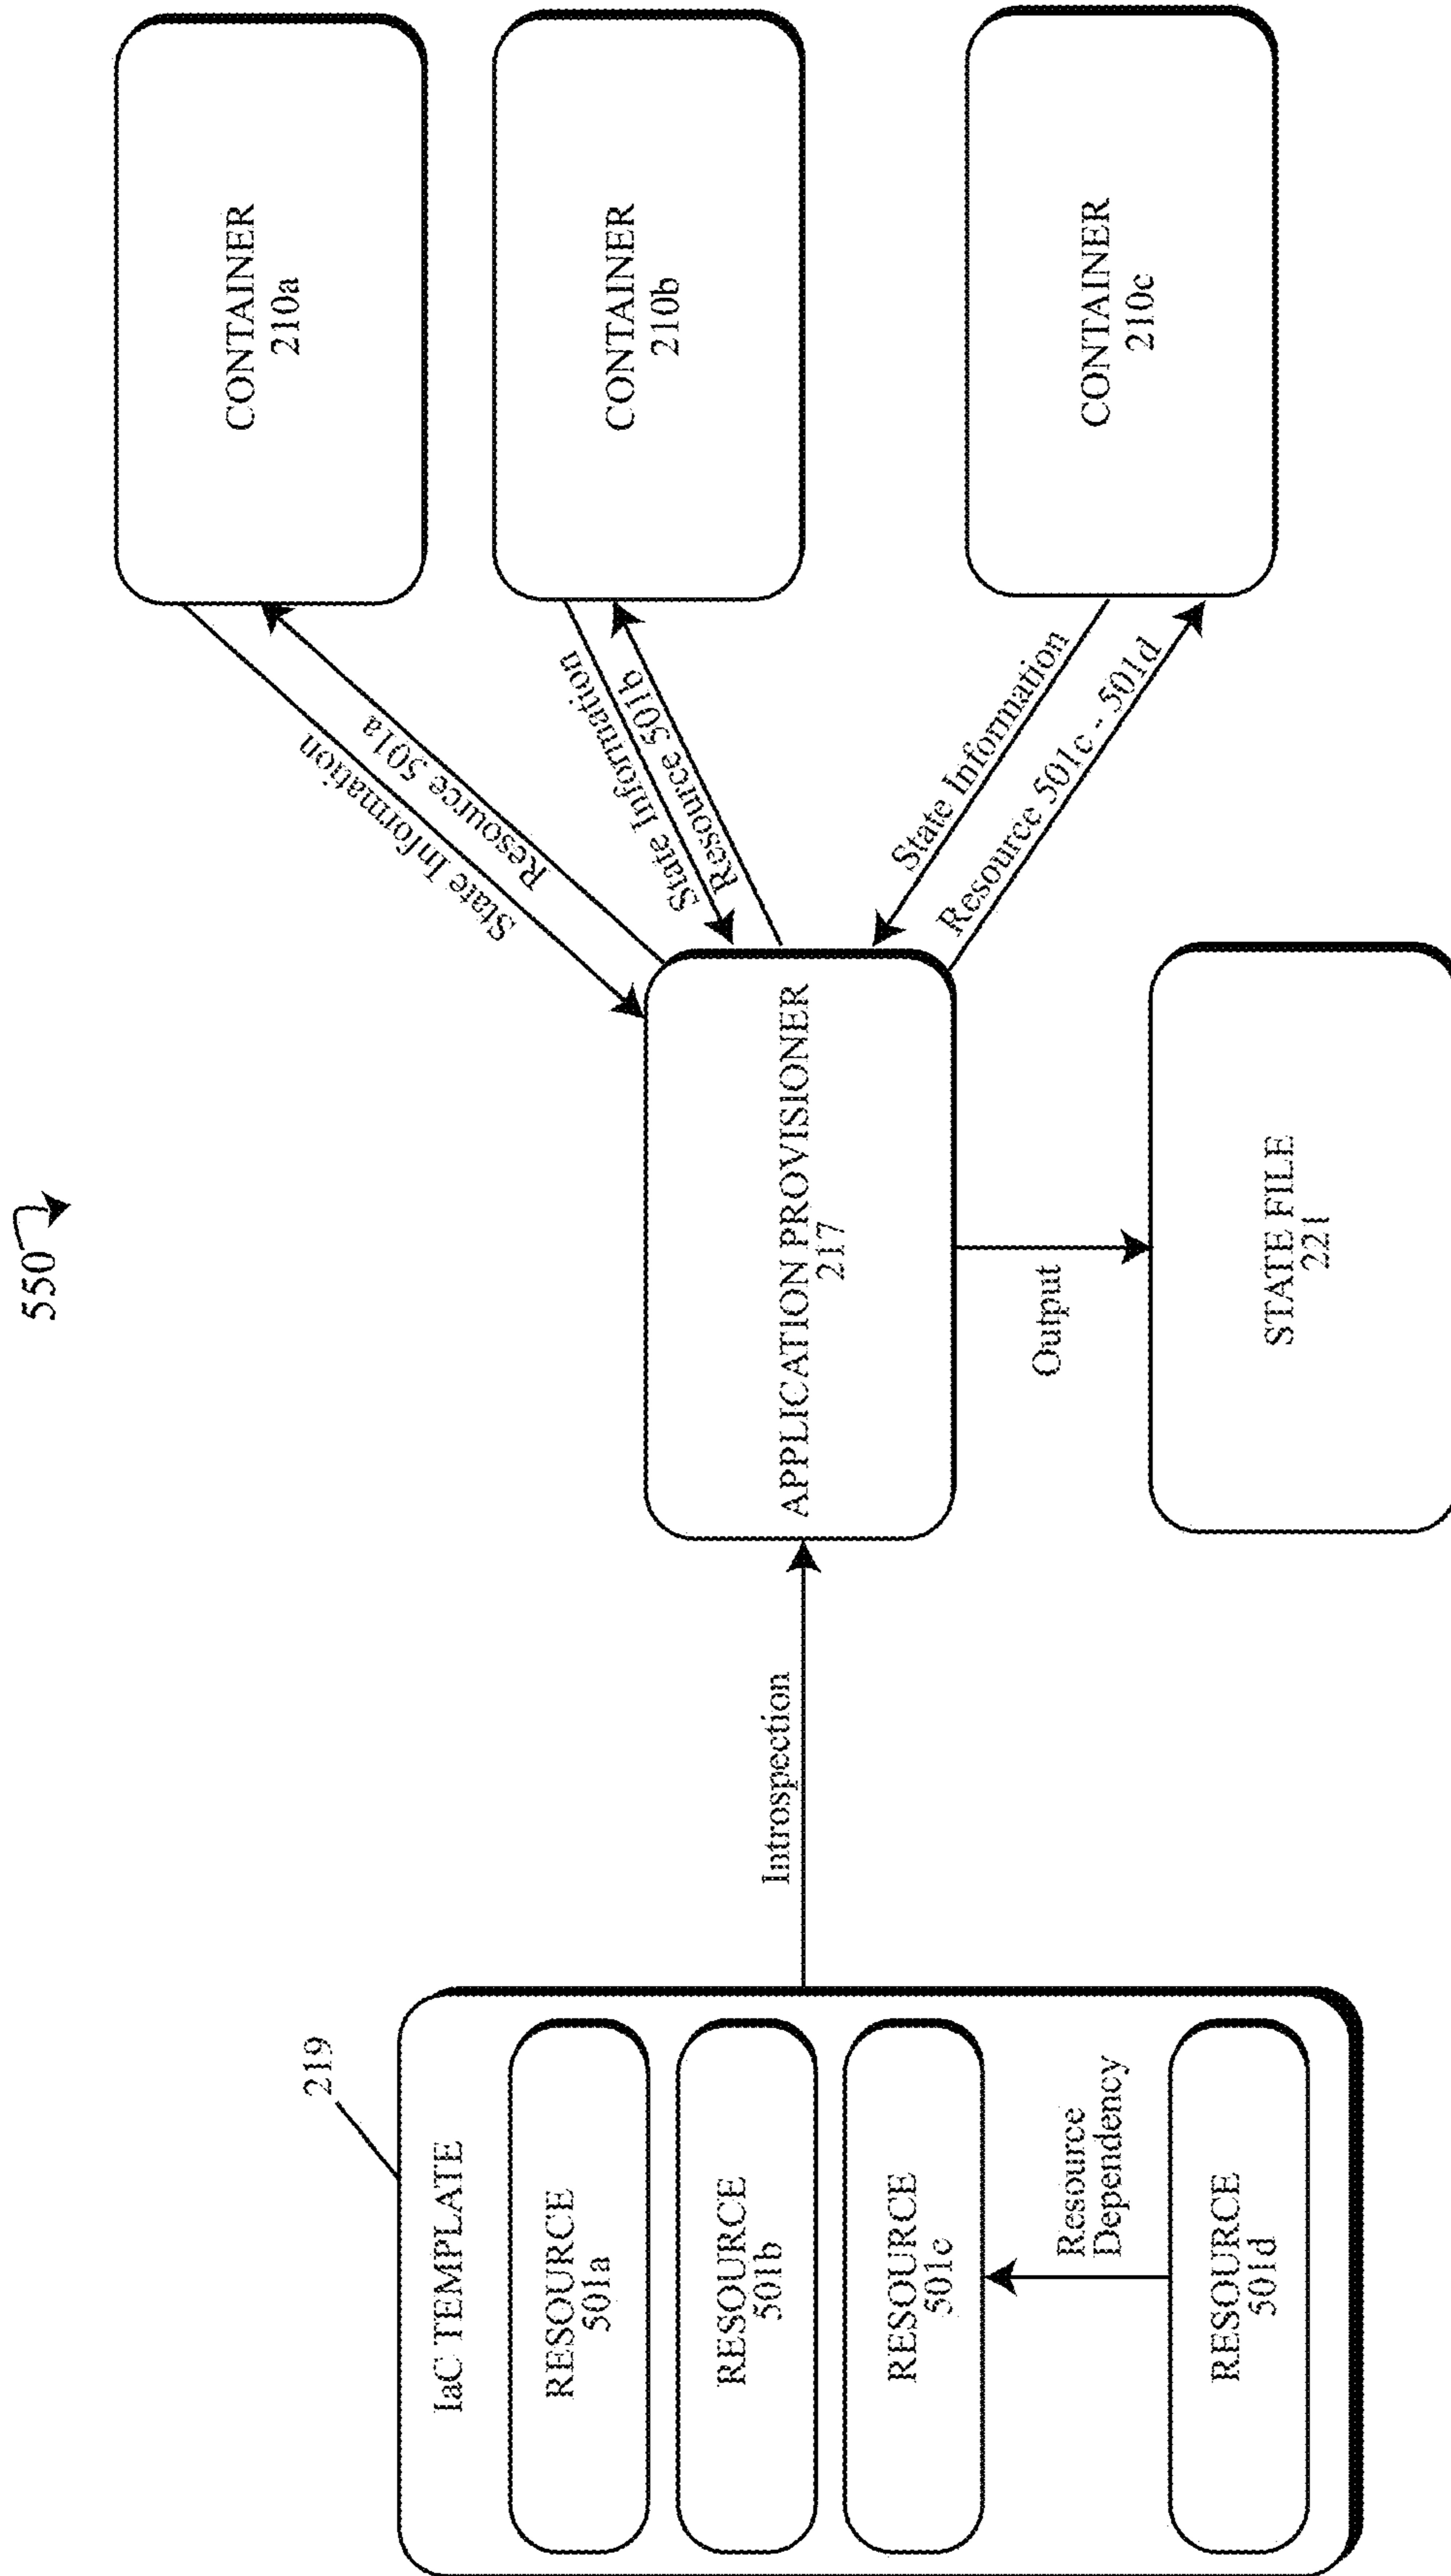 550
219
IaC TEMPLATE
RESOURCE
501a
RESOURCE
501b
RESOURCE
501c
Resource
Dependency
RESOURCE
501d
Introspection
APPLICATION PROVISIONER
217
Output
STATE FILE
221
State Information
Resource 501a
State Information
Resource 501b
State Information
Resource 501c - 501d
CONTAINER
210a
CONTAINER
210b
CONTAINER
210c